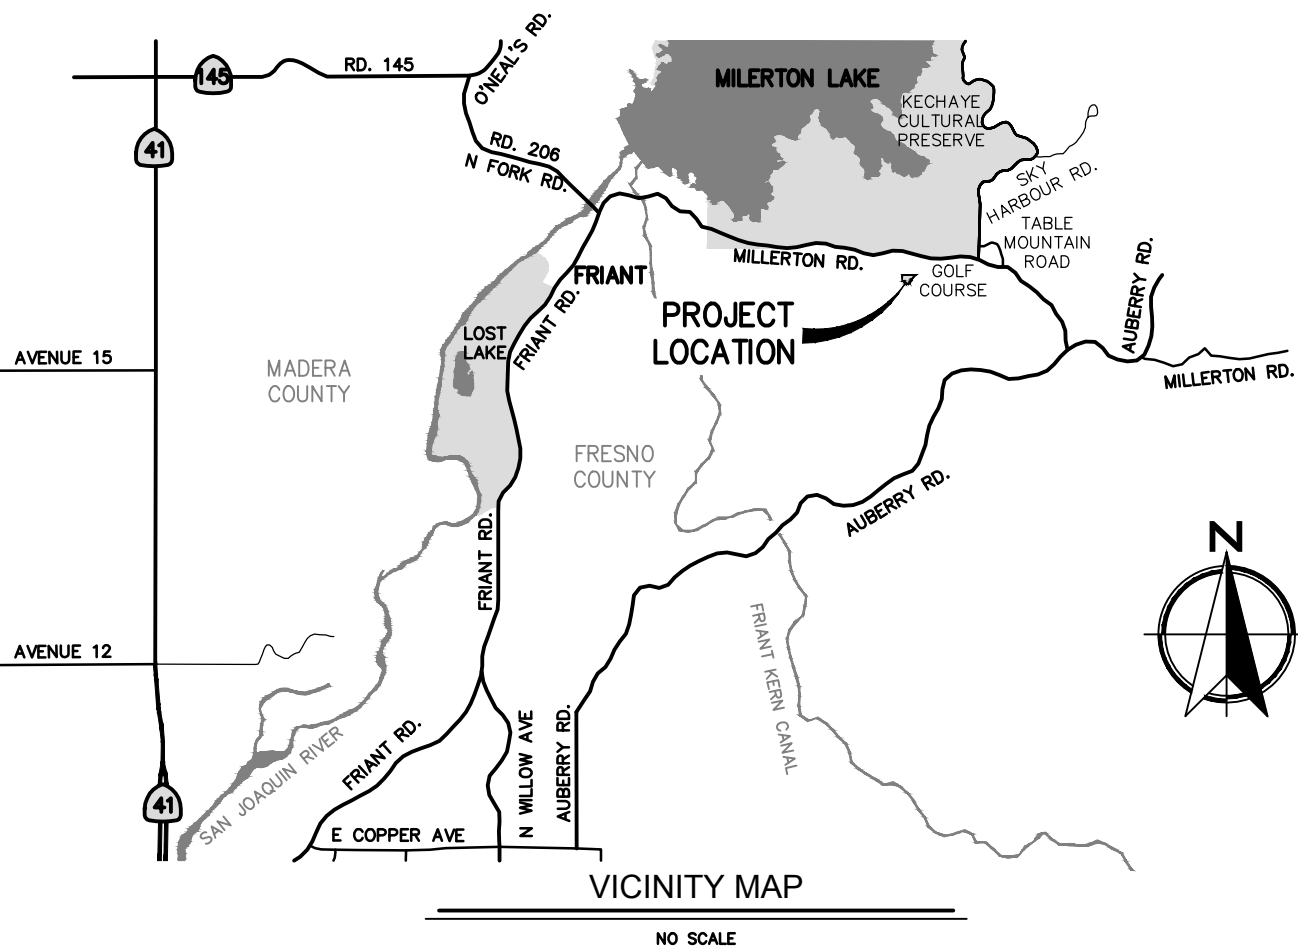 O'NEAL'S RD.
RD. 145
145
MILERTON LAKE
KECHAYE
CULTURAL
PRESERVE
41
RD. 206
N FORK RD.
SKY
HARBOUR RD.
TABLE
MOUNTAIN
ROAD
MILLERTON RD.
AUBERRY RD.
FRIANT
GOLF
COURSE
FRIANT RD.
PROJECT
LOCATION
LOST
LAKE
AVENUE 15
MADERA
COUNTY
MILLERTON RD.
FRESNO
COUNTY
AUBERRY RD.
FRIANT RD.
N
FRIANT KERN CANAL
AVENUE 12
FRIANT RD.
N WILLOW AVE
AUBERRY RD.
SAN JOAQUIN RIVER
41
E COPPER AVE
VICINITY MAP
NO SCALE